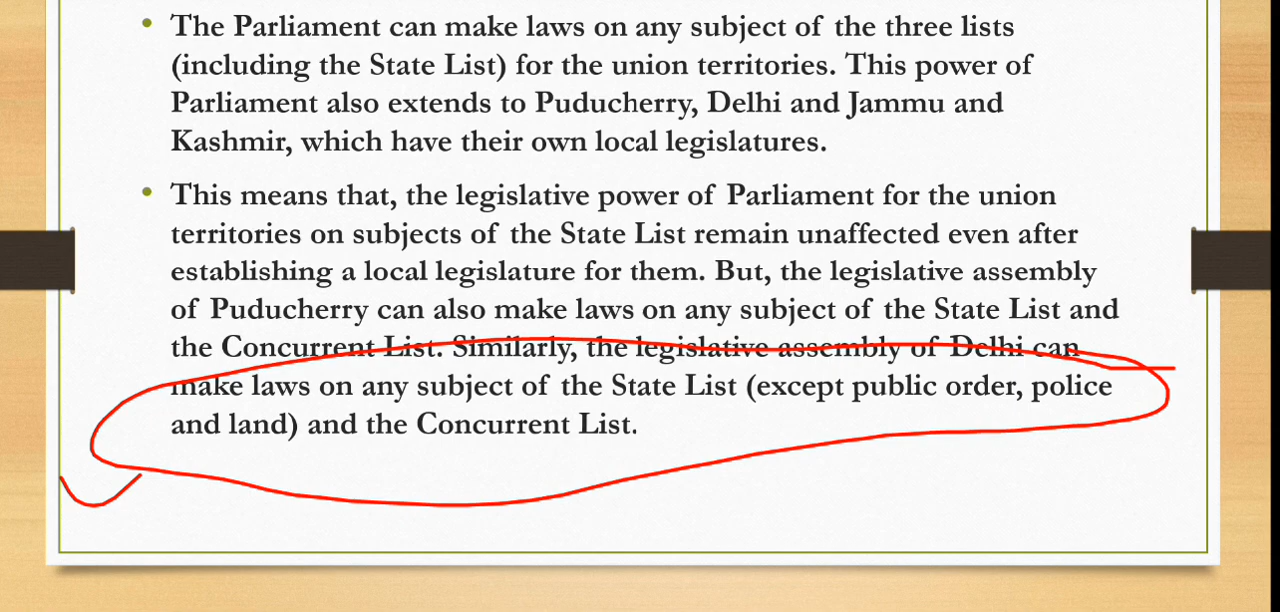 • The Parliament can make laws on any subject of the three lists
(including the State List) for the union territories. This power of
Parliament also extends to Puducherry, Delhi and Jammu and
Kashmir, which have their own local legislatures.
• This means that, the legislative power of Parliament for the union
territories on subjects of the State List remain unaffected even after
establishing a local legislature for them. But, the legislative assembly
of Puducherry can also make laws on any subject of the State List and
the Concurrent List. Similarly, the legislative assembly of Delhi can
make laws on any subject of the State List (except public order, police
and land) and the Concurrent List.